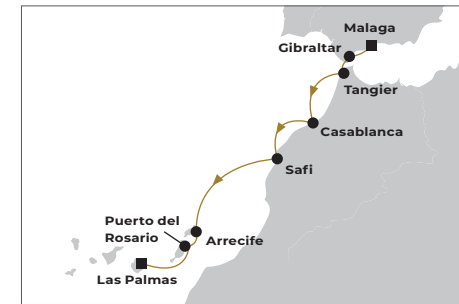 Malaga
Gibraltar
Tangier
Casablanca
Safi
Puerto del
Rosario
Arrecife
Las Palmas